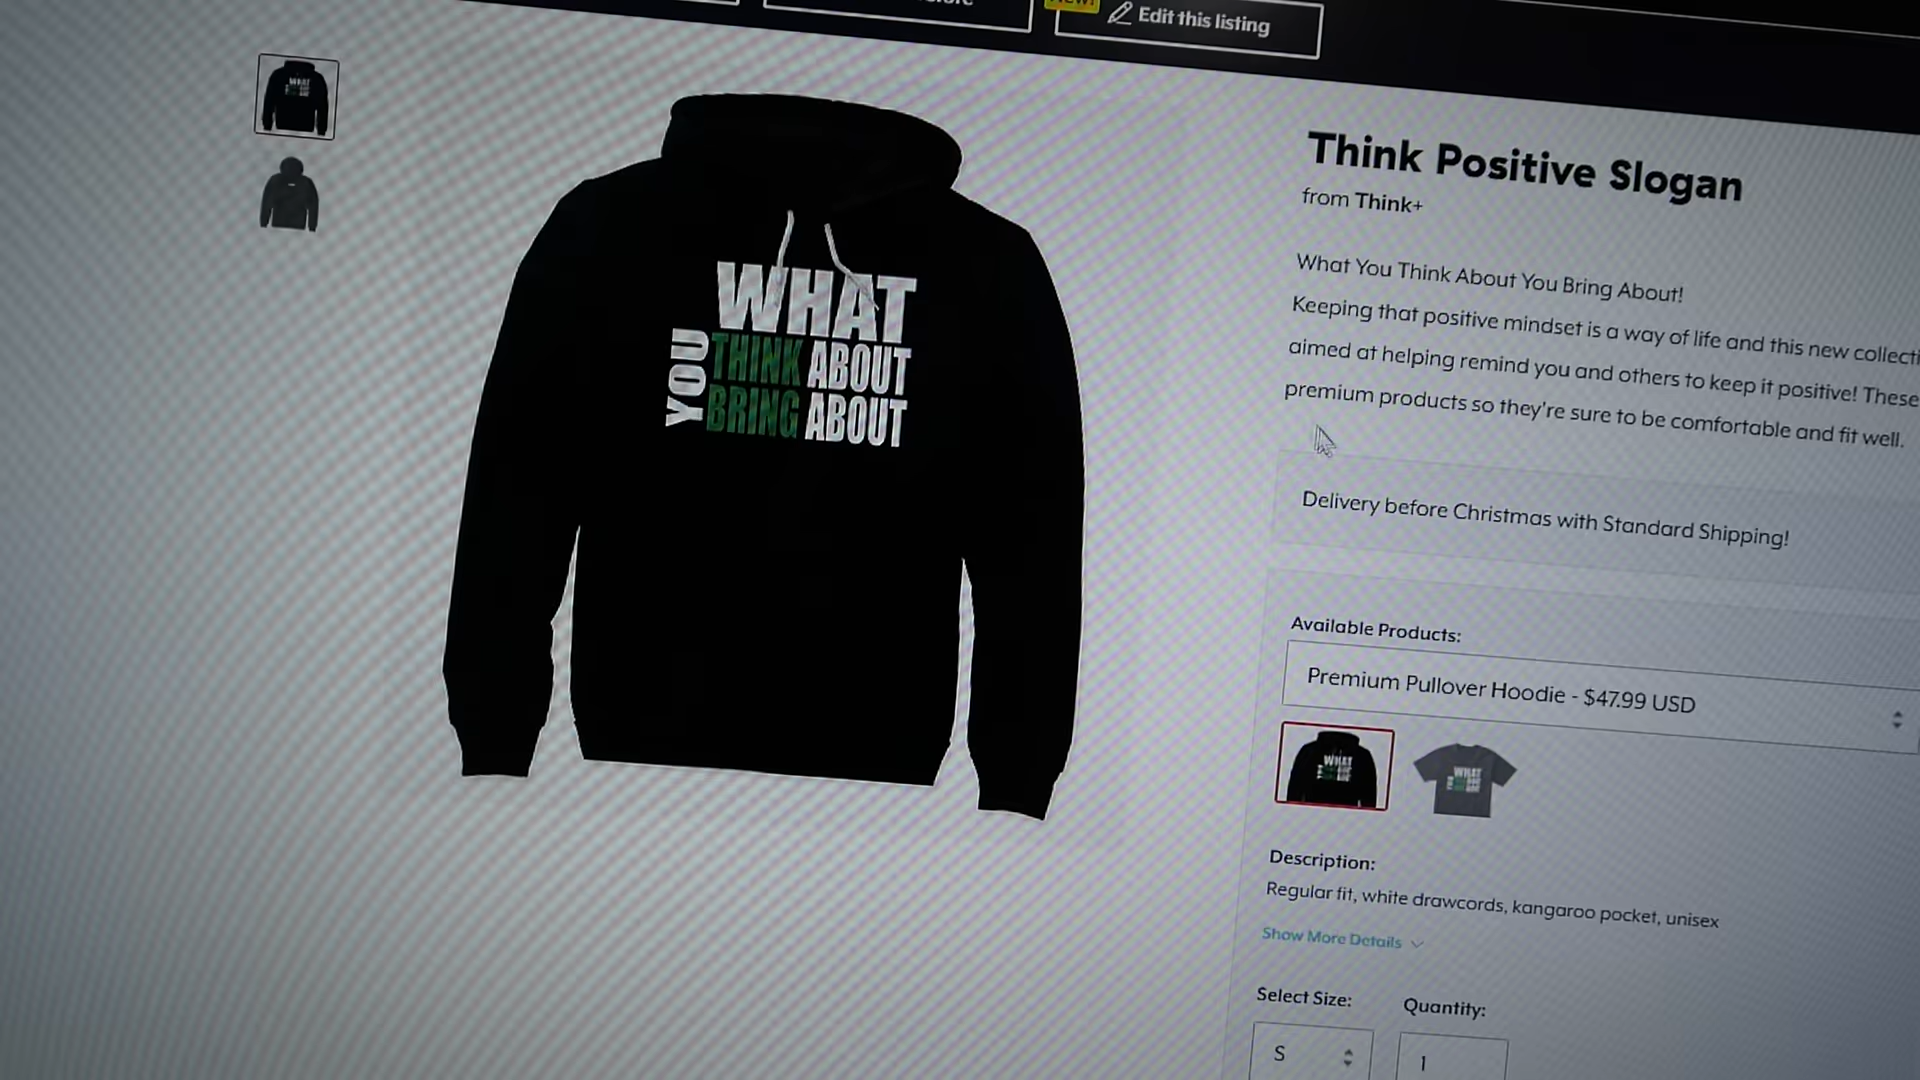 Edit this listing
WHAT
YOU
THINK ABOUT
BRING ABOUT
Think Positive Slogan
from Think+
What You Think About You Bring About!
Keeping that positive mindset is a way of life and this new
aimed at helping remind you and others to keep it positive! These
premium products so they're sure to be comfortable and fit well.
Delivery before Christmas with Standard Shipping!
Available Products:
Premium Pullover Hoodie - $47.99 USD
WHAT
Description:
Regular fit, white drawcords, kangaroo pocket, unisex
Show More Details
Select Size:
Quantity:
S
1